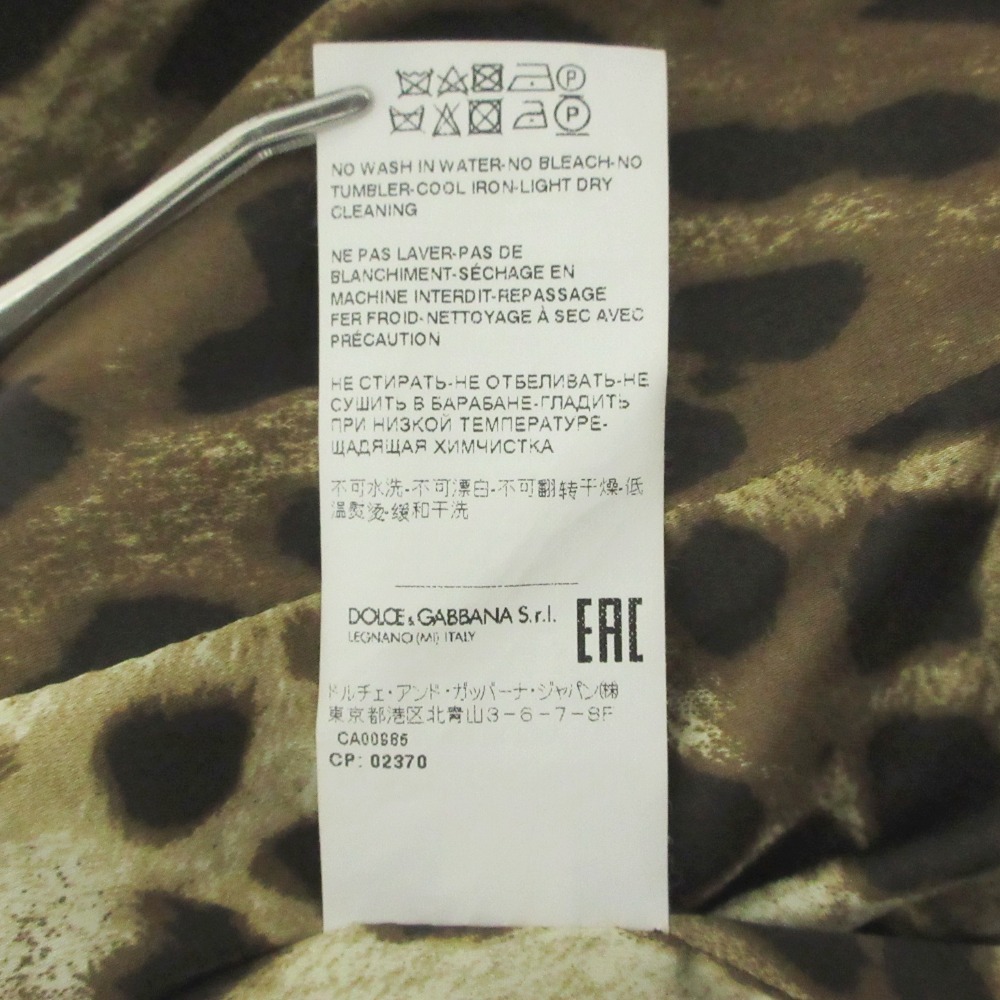 P
P
NO WASH IN WATER-NO BLEACH-NO
TUMBLER-COOL IRON-LIGHT DRY
CLEANING
NE PAS LAVER-PAS DE
BLANCHIMENT-SÉCHAGE EN
MACHINE INTERDIT-REPASSAGE
FER FROID-NETTOYAGE À SEC AVEC
PRÉCAUTION
НЕ СТИРАТЬ-НЕ ОТБЕЛИВАТЬ-НЕ
СУШИТЬ В БАРАБАНЕ-ГЛАДИТЬ
ПРИ НИЗКОЙ ТЕМПЕРАТУРЕ-
ЩАДЯЩАЯ ХИМЧИСТКА
不可水洗-不可漂白-不可翻转干燥-低
温熨烫-缓和干洗
DOLCE & GABBANA S.r.l.
LEGNANO (MI) ITALY
EAC
ドルチェ・アンド・ガッバーナ・ジャパン㈱
東京都港区北青山3-6-7-8F
CA00985
CP: 02370